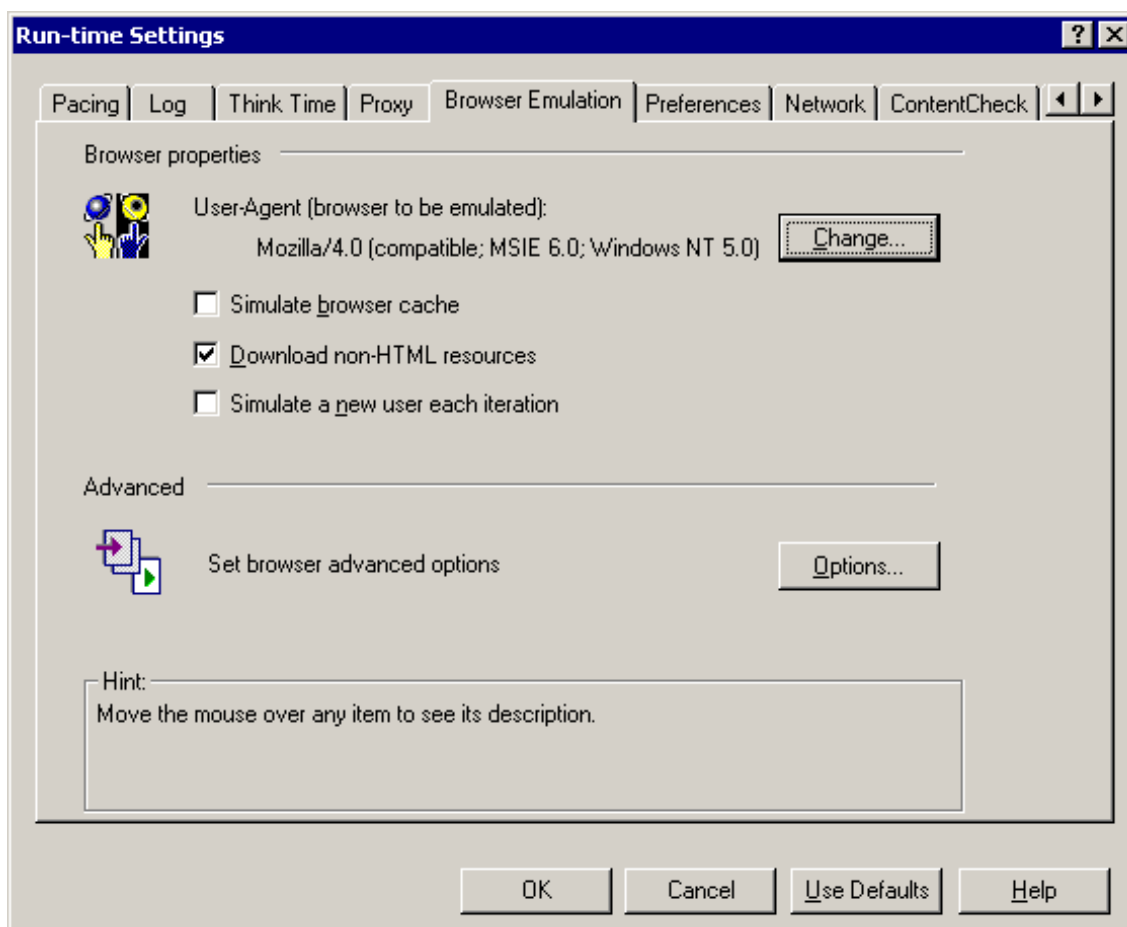 Run-time Settings
Pacing Log Think Time Proxy Browser Emulation Preferences Network ContentCheck
Browser properties
User-Agent (browser to be emulated):
Mozilla/4.0 (compatible; MSIE 6.0; Windows NT 5.0)
Change...
Simulate browser cache
Download non-HTML resources
Simulate a new user each iteration
Advanced
Set browser advanced options
Options...
Hint:
Move the mouse over any item to see its description.
OK Cancel Use Defaults Help